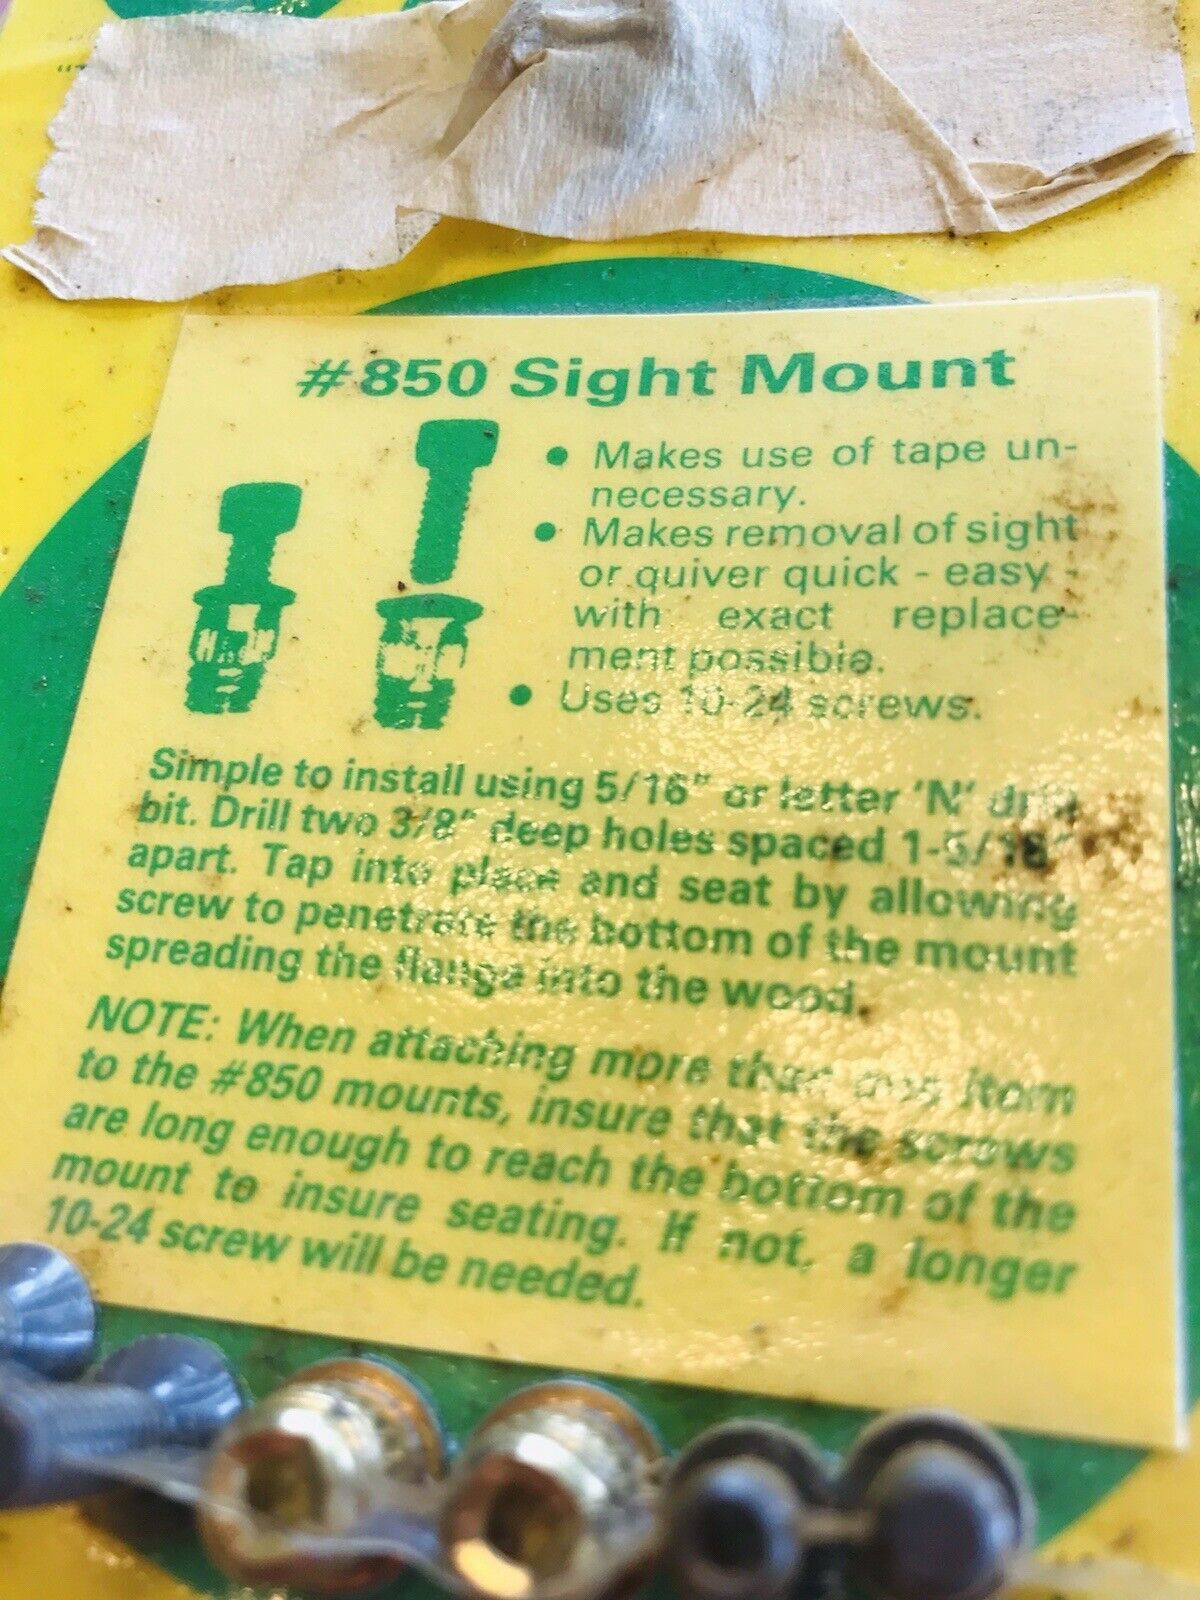 #850 Sight Mount
• Makes use of tape un-
necessary.
• Makes removal of sight
or quiver quick - easy -
with exact replace-
ment possible.
• Uses 10-24 screws.
Simple to install using 5/16" or letter 'N' drill
bit. Drill two 3/8" deep holes spaced 1-5/16"
apart. Tap into place and seat by allowing
screw to penetrate the bottom of the mount
spreading the flange into the wood.
NOTE: When attaching more than one item
to the #850 mounts, insure that the screws
are long enough to reach the bottom of the
mount to insure seating. If not, a longer
10-24 screw will be needed.